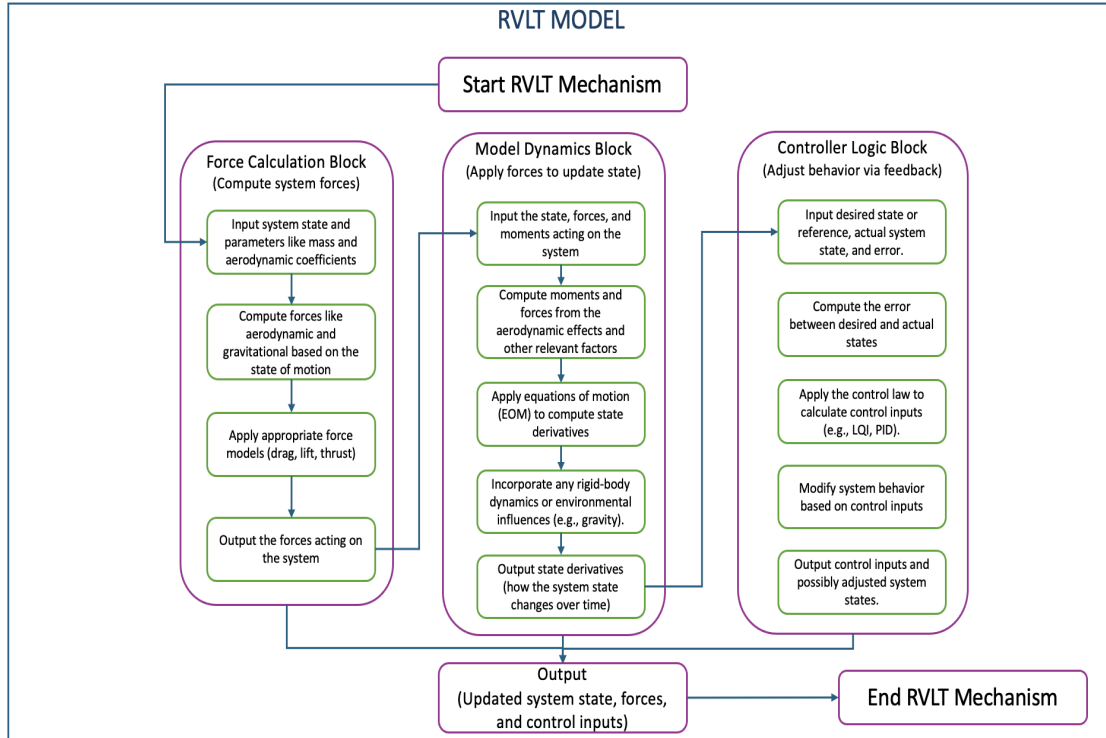 RVLT MODEL
Start RVLT Mechanism
Force Calculation Block
(Compute system forces)
Input system state and
parameters like mass and
aerodynamic coefficients
Compute forces like
aerodynamic and
gravitational based on the
state of motion
Apply appropriate force
models (drag, lift, thrust)
Output the forces acting on
the system
Model Dynamics Block
(Apply forces to update state)
Input the state, forces, and
moments acting on the
system
Compute moments and
forces from the
aerodynamic effects and
other relevant factors
Apply equations of motion
(EOM) to compute state
derivatives
Incorporate any rigid-body
dynamics or environmental
influences (e.g., gravity).
Output state derivatives
(how the system state
changes over time)
Controller Logic Block
(Adjust behavior via feedback)
Input desired state or
reference, actual system
state, and error.
Compute the error
between desired and actual
states
Apply the control law to
calculate control inputs
(e.g., LQI, PID).
Modify system behavior
based on control inputs
Output control inputs and
possibly adjusted system
states.
Output
(Updated system state, forces,
and control inputs)
End RVLT Mechanism